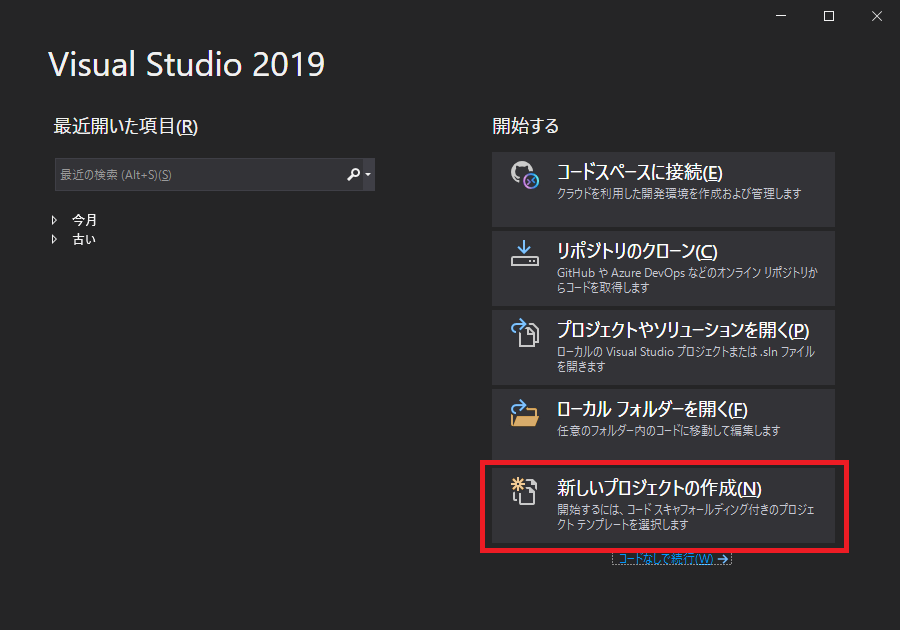 Visual Studio 2019
最近開いた項目(R)
最近の検索 (Alt+S)(S)
今月
古い
開始する
コードスペースに接続(E)
クラウドを利用した開発環境を作成および管理します
リポジトリのクローン(C)
GitHub や Azure DevOps などのオンライン リポジトリか
らコードを取得します
プロジェクトやソリューションを開く(P)
ローカルの Visual Studio プロジェクトまたは .sln ファイル
を開きます
ローカル フォルダーを開く(F)
任意のフォルダー内のコードに移動して編集します
新しいプロジェクトの作成(N)
開始するには、コード スキャフォールディング付きのプロジェ
クト テンプレートを選択します
コードなしで続行(W) →